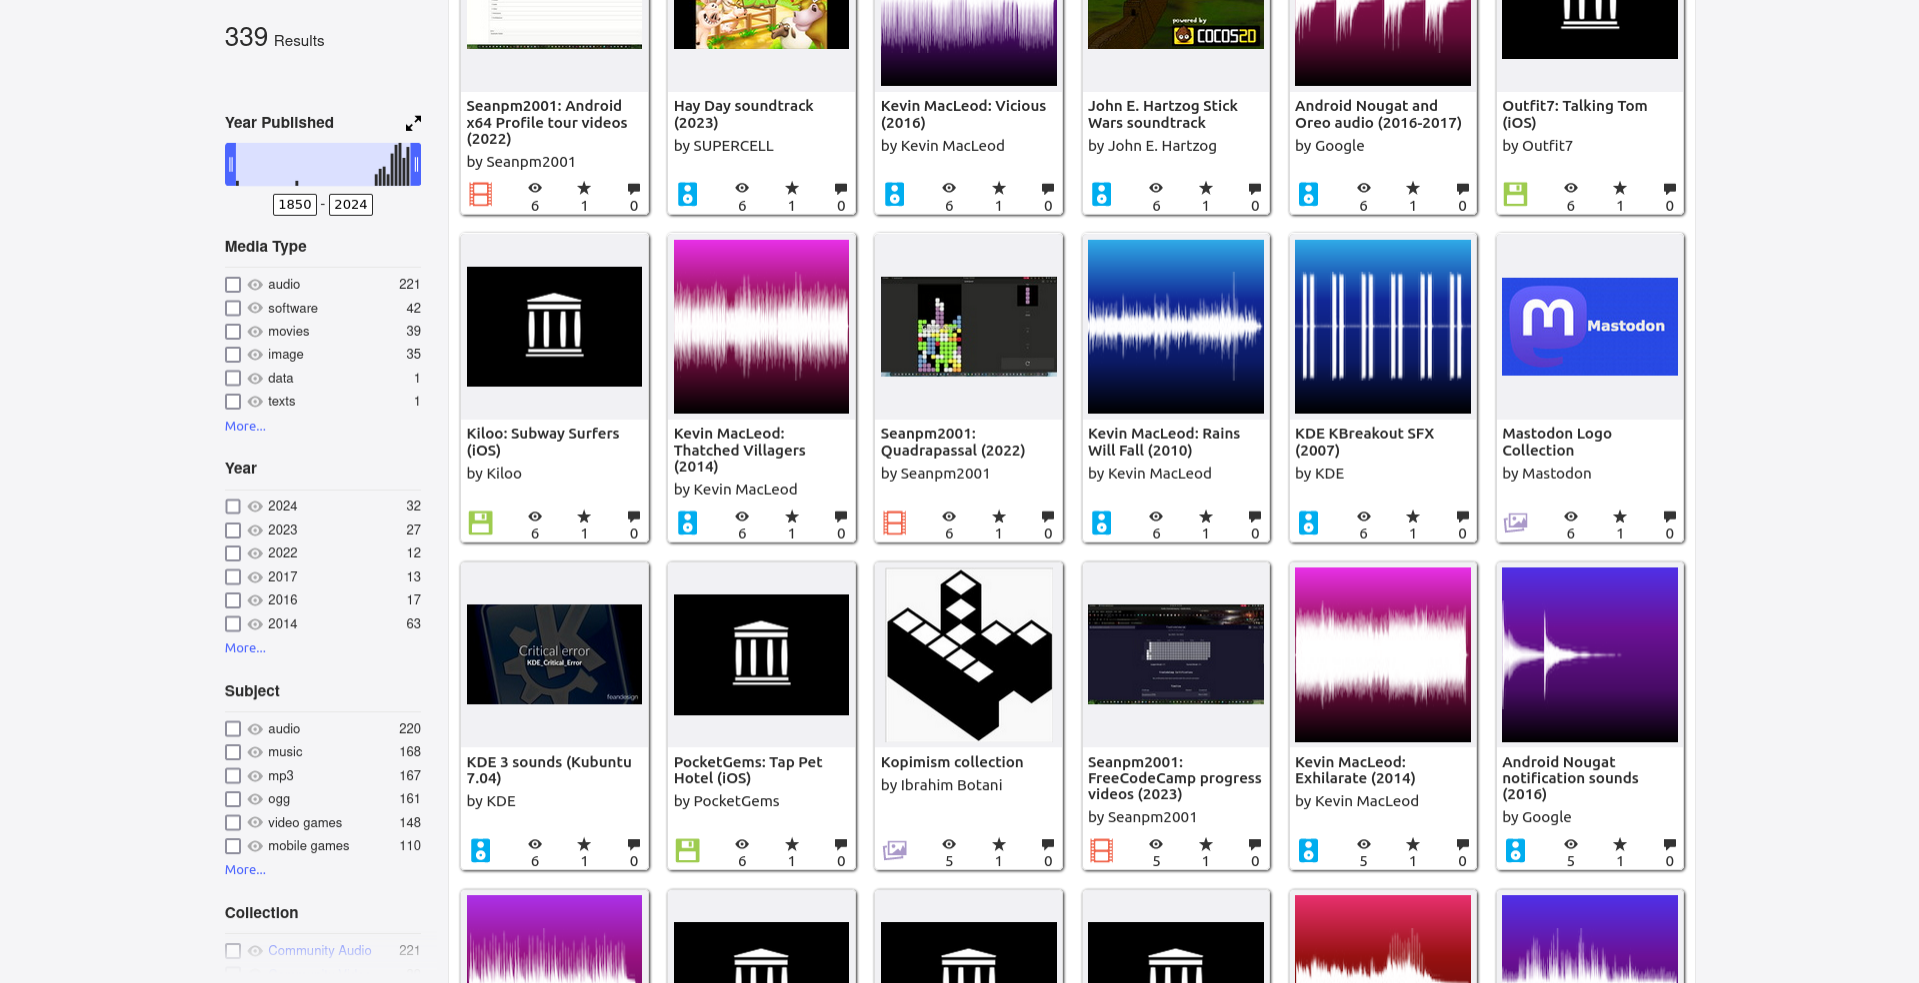 339 Results
Year Published
1850 - 2024
Media Type
audio 221
software 42
movies 39
image 35
data 1
texts 1
More...
Year
2024 32
2023 27
2022 12
2017 13
2016 17
2014 63
More...
Subject
audio 220
music 168
mp3 167
ogg 161
video games 148
mobile games 110
More...
Collection
Community Audio 221
Seanpm2001: Android
x64 Profile tour videos
(2022)
by Seanpm2001
6 1 0
Hay Day soundtrack
(2023)
by SUPERCELL
6 1 0
Kevin MacLeod: Vicious
(2016)
by Kevin MacLeod
6 1 0
powered by
COCOS2D
John E. Hartzog Stick
Wars soundtrack
by John E. Hartzog
6 1 0
Android Nougat and
Oreo audio (2016-2017)
by Google
6 1 0
Outfit7: Talking Tom
(iOS)
by Outfit7
6 1 0
Kiloo: Subway Surfers
(iOS)
by Kiloo
6 1 0
Kevin MacLeod:
Thatched Villagers
(2014)
by Kevin MacLeod
6 1 0
Seanpm2001:
Quadrapassal (2022)
by Seanpm2001
6 1 0
Kevin MacLeod: Rains
Will Fall (2010)
by Kevin MacLeod
6 1 0
KDE KBreakout SFX
(2007)
by KDE
6 1 0
Mastodon
Mastodon Logo
Collection
by Mastodon
6 1 0
Critical error
KDE_Critical_Error
feandesign
KDE 3 sounds (Kubuntu
7.04)
by KDE
6 1 0
PocketGems: Tap Pet
Hotel (iOS)
by PocketGems
6 1 0
Kopimism collection
by Ibrahim Botani
5 1 0
Seanpm2001:
FreeCodeCamp progress
videos (2023)
by Seanpm2001
5 1 0
Kevin MacLeod:
Exhilarate (2014)
by Kevin MacLeod
5 1 0
Android Nougat
notification sounds
(2016)
by Google
5 1 0